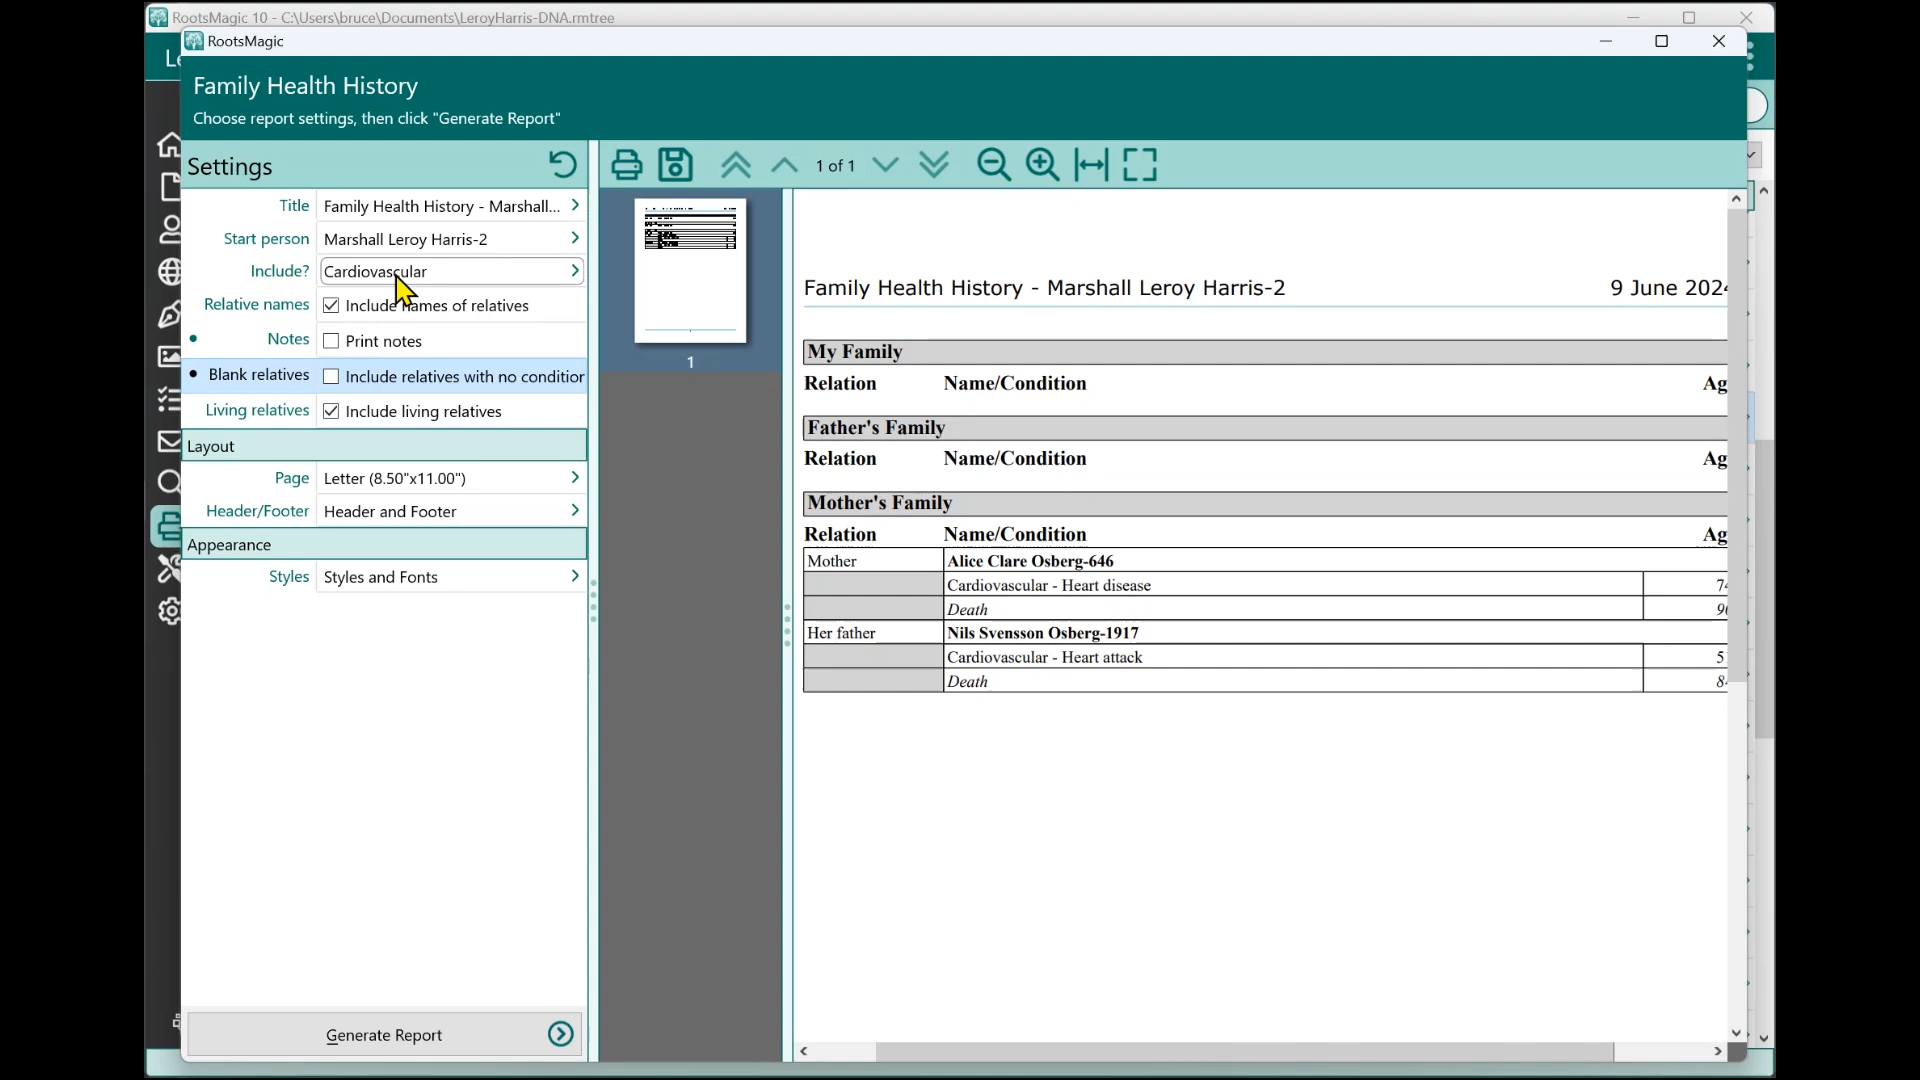 RootsMagic 10 - C:\Users\bruce\Documents\LeroyHarris-DNA.rmtree
RootsMagic
Family Health History
Choose report settings, then click "Generate Report"
Settings
1 of 1
Title Family Health History - Marshall...
Start person Marshall Leroy Harris-2
Include? Cardiovascular
Relative names Include names of relatives
Notes Print notes
Blank relatives Include relatives with no condition
Living relatives Include living relatives
Layout
Page Letter (8.50"x11.00")
Header/Footer Header and Footer
Appearance
Styles Styles and Fonts
Generate Report
1
Family Health History - Marshall Leroy Harris-2 9 June 2024
My Family
Relation Name/Condition Ag
Father's Family
Relation Name/Condition Ag
Mother's Family
Relation Name/Condition Ag
Mother Alice Clare Osberg-646
Cardiovascular - Heart disease
Death
Her father Nils Svensson Osberg-1917
Cardiovascular - Heart attack
Death